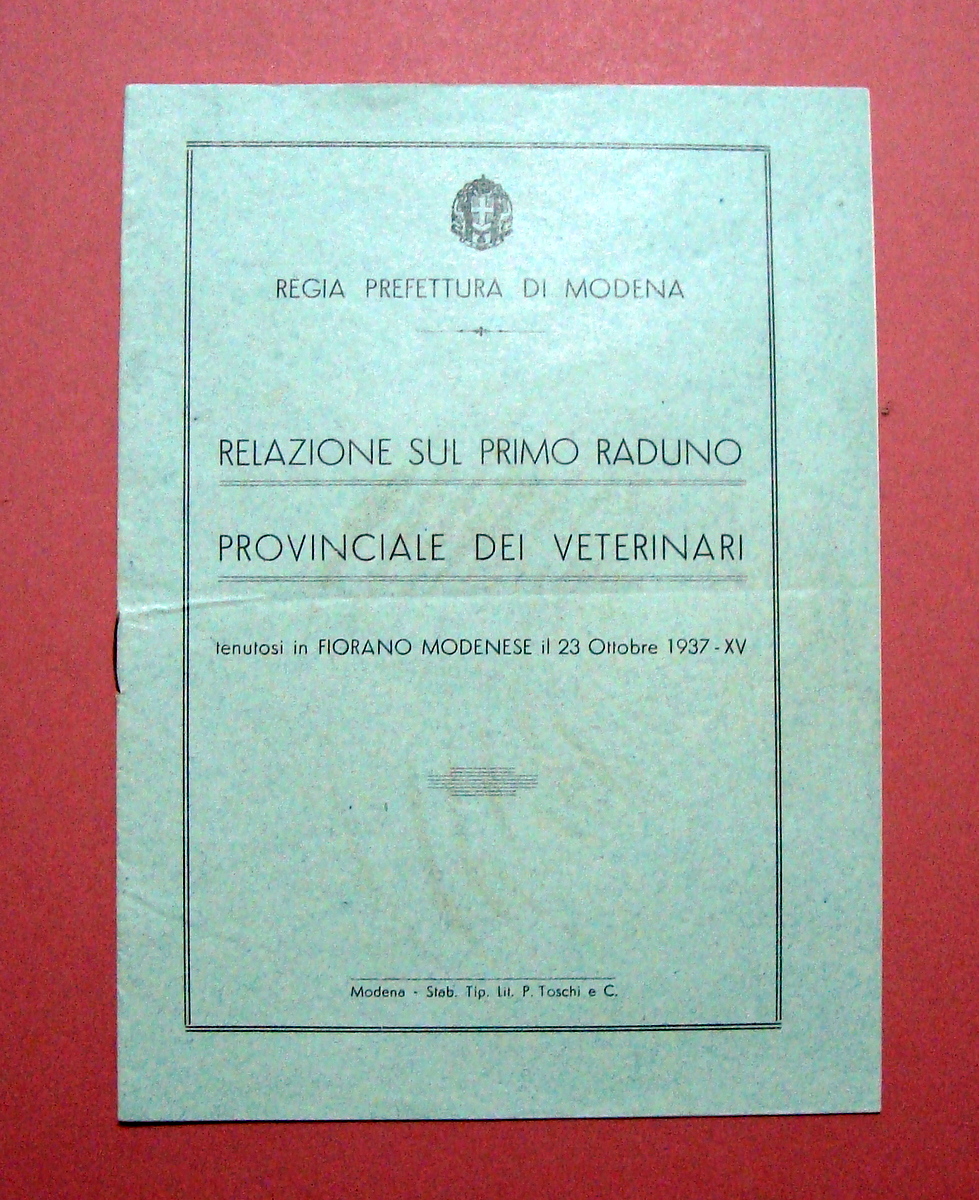 REGIA PREFETTURA DI MODENA
RELAZIONE SUL PRIMO RADUNO
PROVINCIALE DEI VETERINARI
tenutosi in FIORANO MODENESE il 23 Ottobre 1937 - XV
Modena - Stab. Tip. Lit. P. Toschi e C.